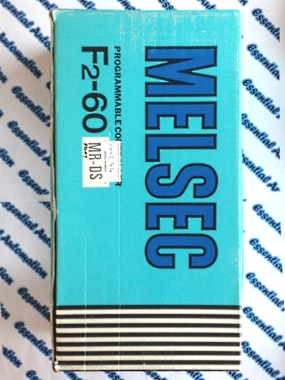 MELSEC
PROGRAMMABLE CO
F2-60
MR-DS
Essential Automation